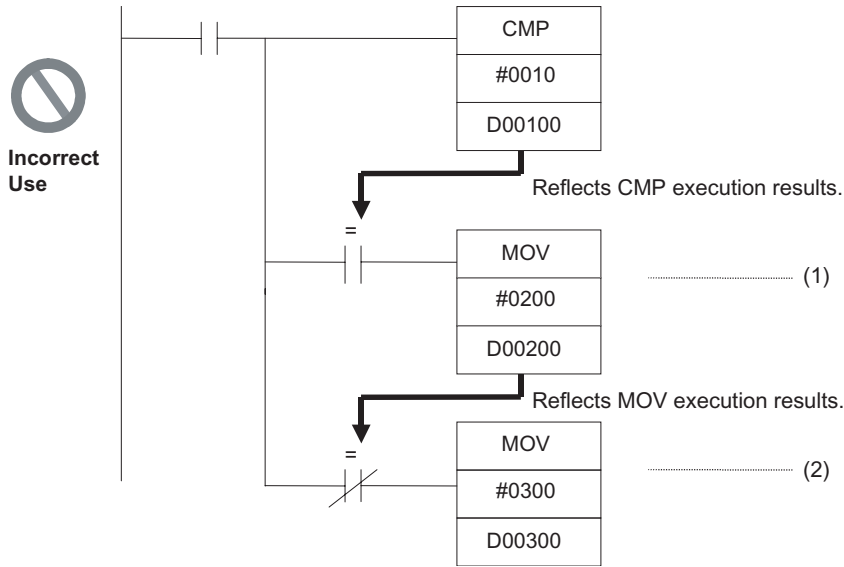 CMP
#0010
D00100
Incorrect
Use
Reflects CMP execution results.
=
MOV
(1)
#0200
D00200
Reflects MOV execution results.
=
MOV
(2)
#0300
D00300